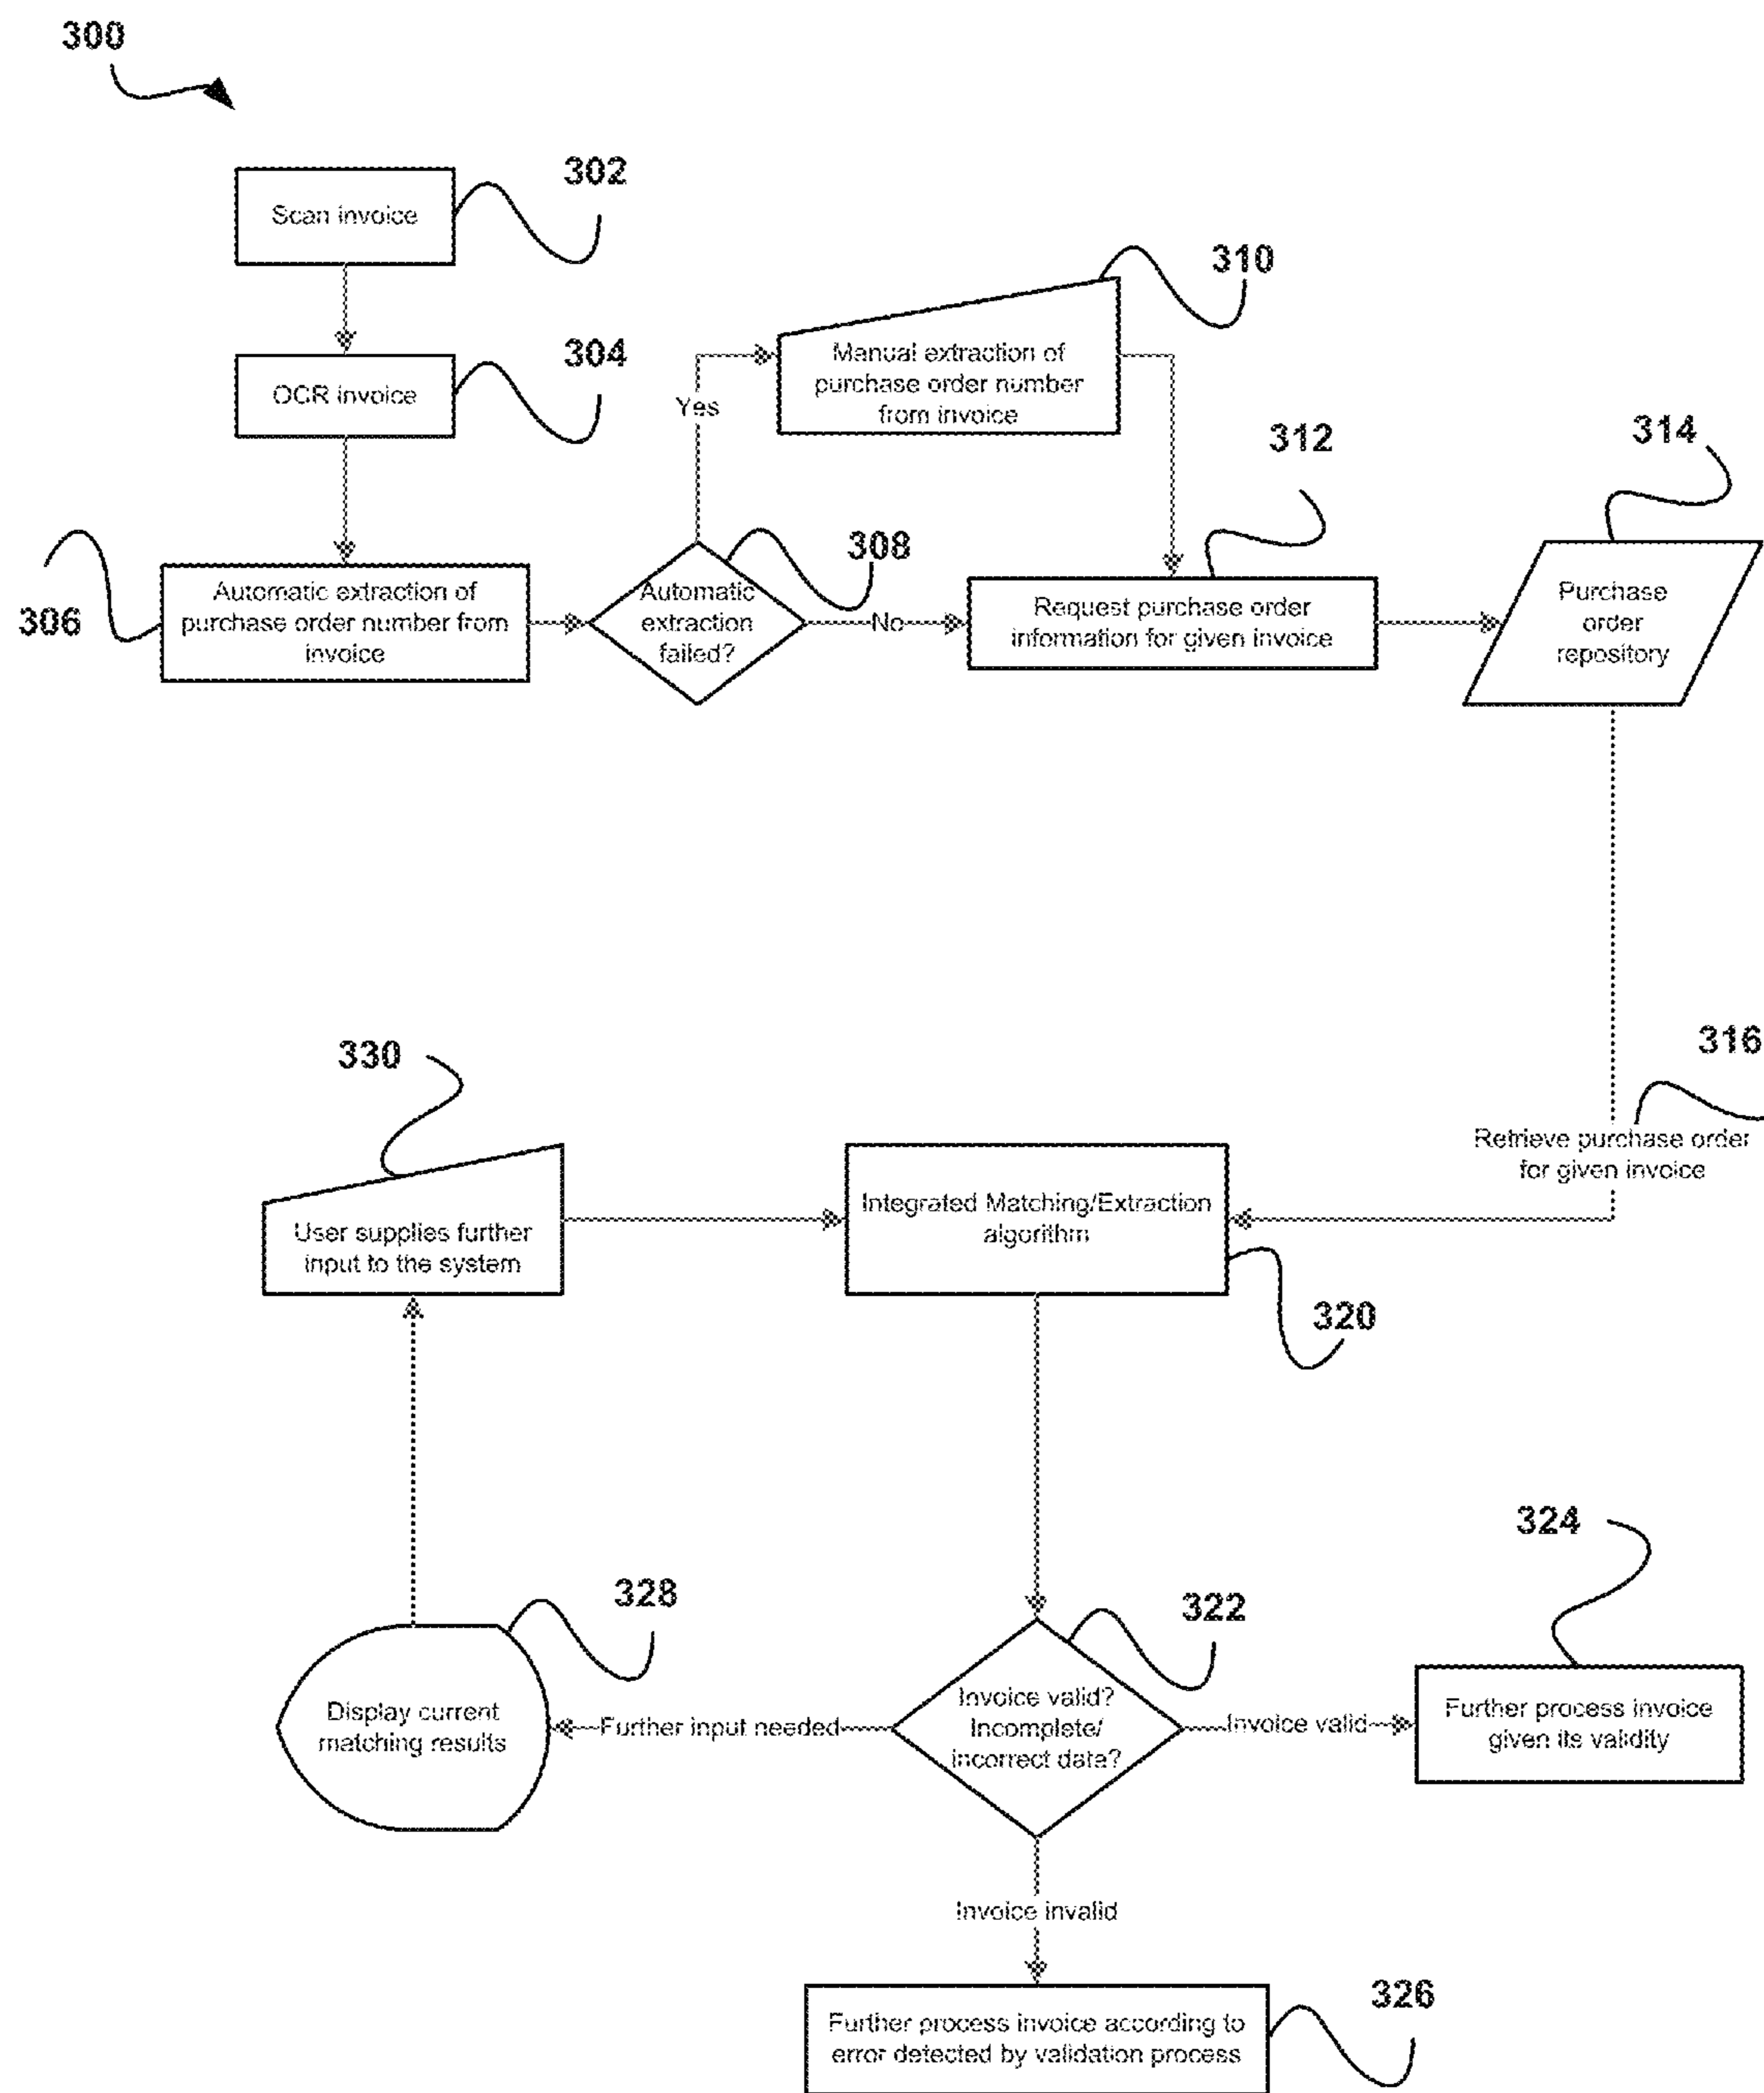 300
302
Scan invoice
310
304
OCR invoice
Manual extraction of
purchase order number
from invoice
Yes
312
314
308
306
Automatic extraction of
purchase order number from
invoice
Automatic
extraction
failed?
No
Request purchase order
information for given invoice
Purchase
order
repository
316
330
Retrieve purchase order
for given invoice
User supplies further
input to the system
Integrated Matching/Extraction
algorithm
320
324
328
322
Display current
matching results
Further input needed
Invoice valid?
Incomplete/
incorrect data?
Invoice valid
Further process invoice
given its validity
Invoice invalid
326
Further process invoice according to
error detected by validation process